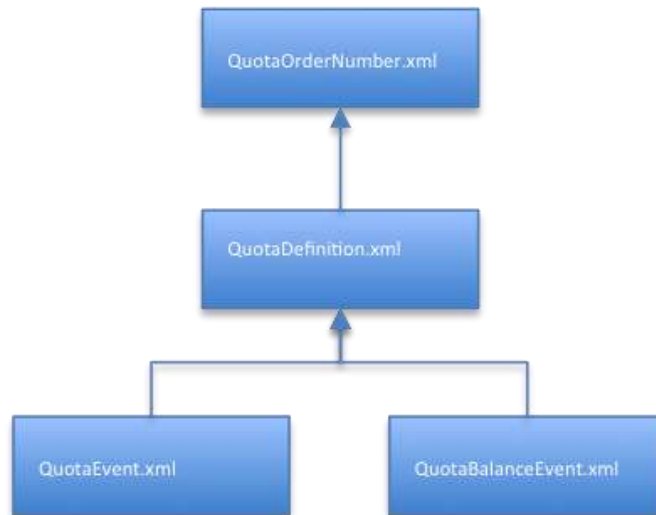 QuotaOrderNumber.xml
QuotaDefinition.xml
QuotaEvent.xml
QuotaBalanceEvent.xml